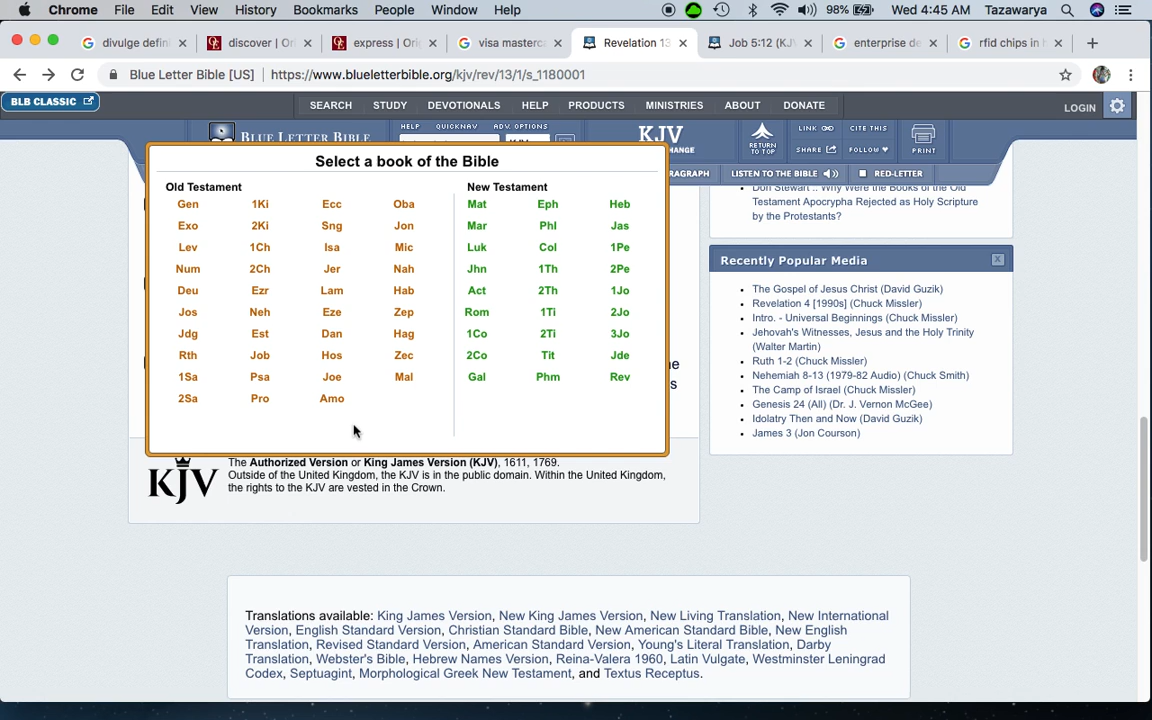 Chrome File Edit View History Bookmarks People Window Help 98% Wed 4:45 AM Tazawarya
divulge defin
discover | Or
express | Orig
visa masterca
Revelation 13
Job 5:12 (KJV
enterprise de
rfid chips in h
Blue Letter Bible [US] | https://www.blueletterbible.org/kjv/rev/13/1/s_1180001
BLB CLASSIC
SEARCH STUDY DEVOTIONALS HELP PRODUCTS MINISTRIES ABOUT DONATE LOGIN
HELP QUICKNAV ADV. OPTIONS
BLUE LETTER BIBLE
KJV
HANGE
RETURN TO TOP
LINK CITE THIS
SHARE FOLLOW
PRINT
RAGRAPH LISTEN TO THE BIBLE RED-LETTER
Select a book of the Bible
Old Testament New Testament
Gen 1Ki Ecc Oba Mat Eph Heb
Exo 2Ki Sng Jon Mar Phl Jas
Lev 1Ch Isa Mic Luk Col 1Pe
Num 2Ch Jer Nah Jhn 1Th 2Pe
Deu Ezr Lam Hab Act 2Th 1Jo
Jos Neh Eze Zep Rom 1Ti 2Jo
Jdg Est Dan Hag 1Co 2Ti 3Jo
Rth Job Hos Zec 2Co Tit Jde
1Sa Psa Joe Mal Gal Phm Rev
2Sa Pro Amo
Don Stewart :: Why Were the Books of the Old
Testament Apocrypha Rejected as Holy Scripture
by the Protestants?
Recently Popular Media
The Gospel of Jesus Christ (David Guzik)
Revelation 4 [1990s] (Chuck Missler)
Intro. - Universal Beginnings (Chuck Missler)
Jehovah's Witnesses, Jesus and the Holy Trinity
(Walter Martin)
Ruth 1-2 (Chuck Missler)
Nehemiah 8-13 (1979-82 Audio) (Chuck Smith)
The Camp of Israel (Chuck Missler)
Genesis 24 (All) (Dr. J. Vernon McGee)
Idolatry Then and Now (David Guzik)
James 3 (Jon Courson)
KJV
The Authorized Version or King James Version (KJV), 1611, 1769.
Outside of the United Kingdom, the KJV is in the public domain. Within the United Kingdom,
the rights to the KJV are vested in the Crown.
Translations available: King James Version, New King James Version, New Living Translation, New International
Version, English Standard Version, Christian Standard Bible, New American Standard Bible, New English
Translation, Revised Standard Version, American Standard Version, Young's Literal Translation, Darby
Translation, Webster's Bible, Hebrew Names Version, Reina-Valera 1960, Latin Vulgate, Westminster Leningrad
Codex, Septuagint, Morphological Greek New Testament, and Textus Receptus.